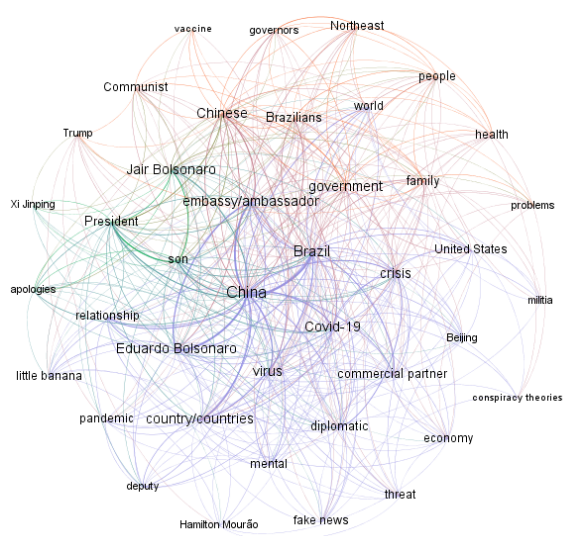 vaccine
governors
Northeast
people
Communist
Chinese
Brazilians
world
Trump
health
Jair Bolsonaro
government
family
embassy/ambassador
Xi Jinping
President
problems
Brazil
United States
son
crisis
apologies
China
militia
relationship
Covid-19
Beijing
Eduardo Bolsonaro
little banana
virus
commercial partner
conspiracy theories
pandemic
country/countries
diplomatic
economy
mental
deputy
threat
Hamilton Mourão
fake news